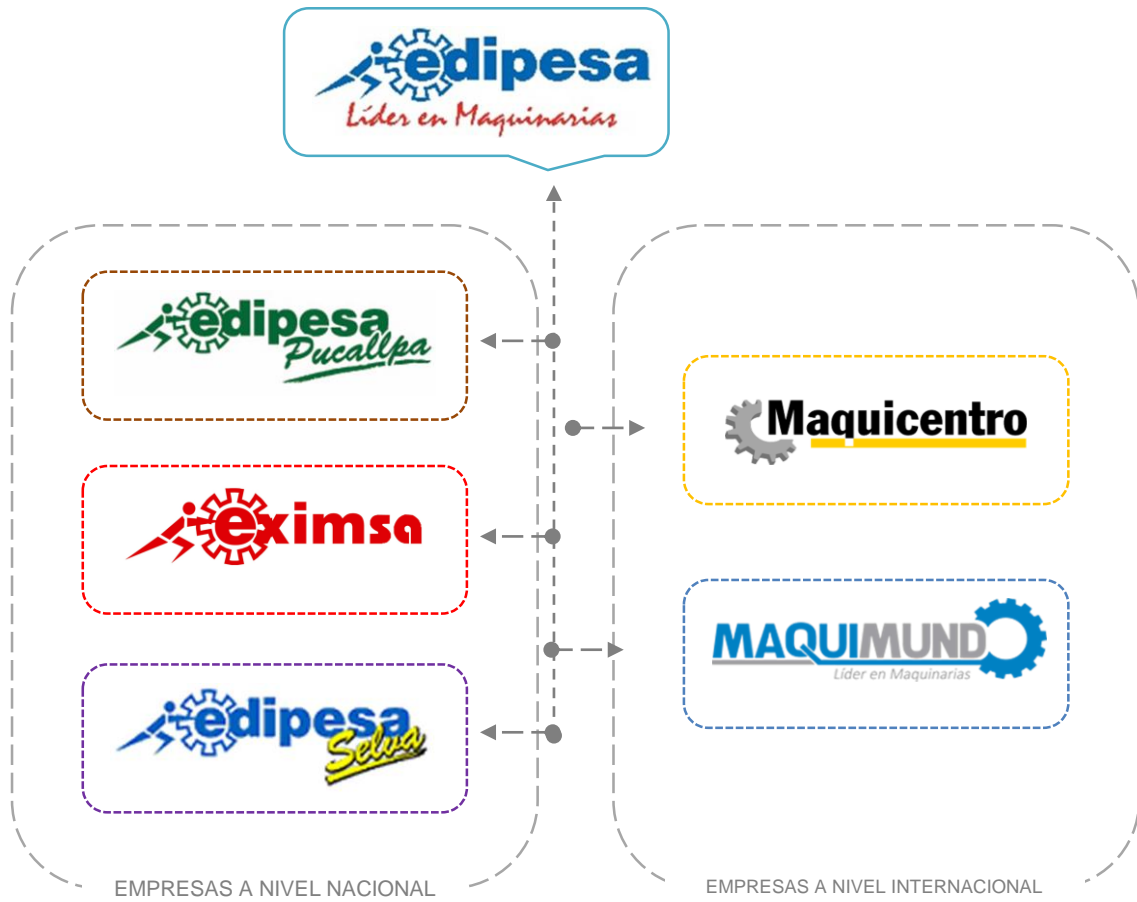 edipesa
Líder en Maquinarias
edipesa
Pucallpa
eximsa
edipesa
Selva
EMPRESAS A NIVEL NACIONAL
Maquicentro
MAQUIMUNDO
Líder en Maquinarias
EMPRESAS A NIVEL INTERNACIONAL